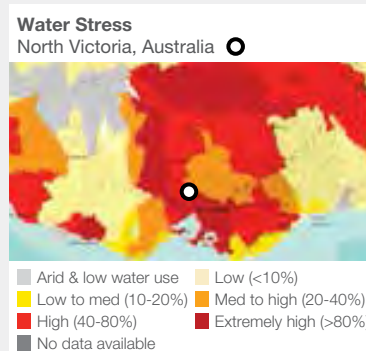 Water Stress
North Victoria, Australia
Arid & low water use
Low (<10%)
Low to med (10-20%)
Med to high (20-40%)
High (40-80%)
Extremely high (>80%)
No data available